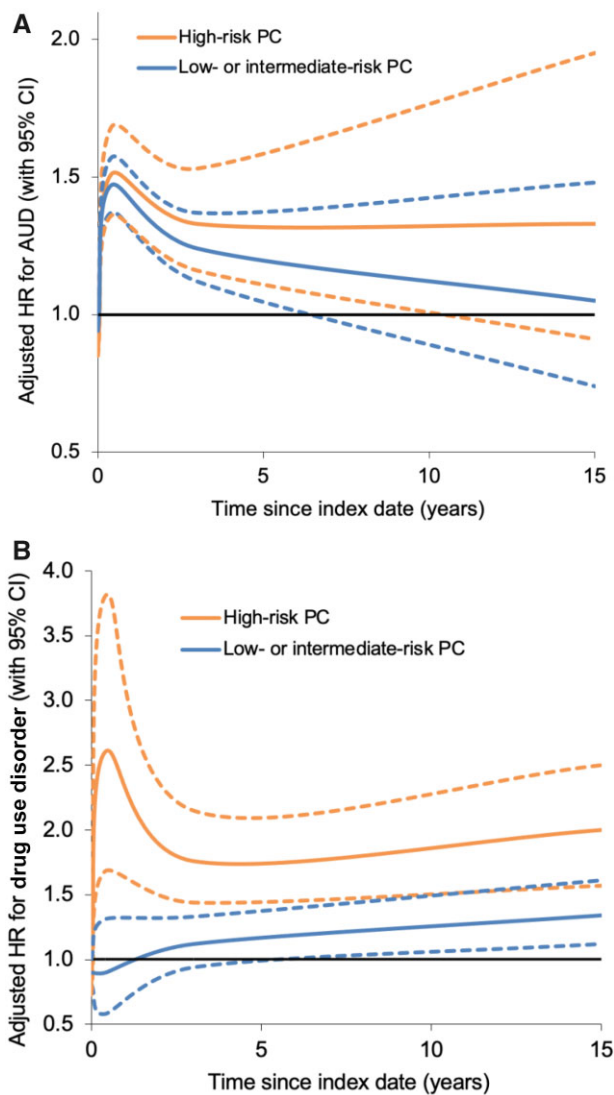 A
Adjusted HR for AUD (with 95% CI)
2.0
1.5
1.0
0.5
High-risk PC
Low- or intermediate-risk PC
0
5
10
15
Time since index date (years)
B
Adjusted HR for drug use disorder (with 95% CI)
4.0
3.5
3.0
2.5
2.0
1.5
1.0
0.5
High-risk PC
Low- or intermediate-risk PC
0
5
10
15
Time since index date (years)